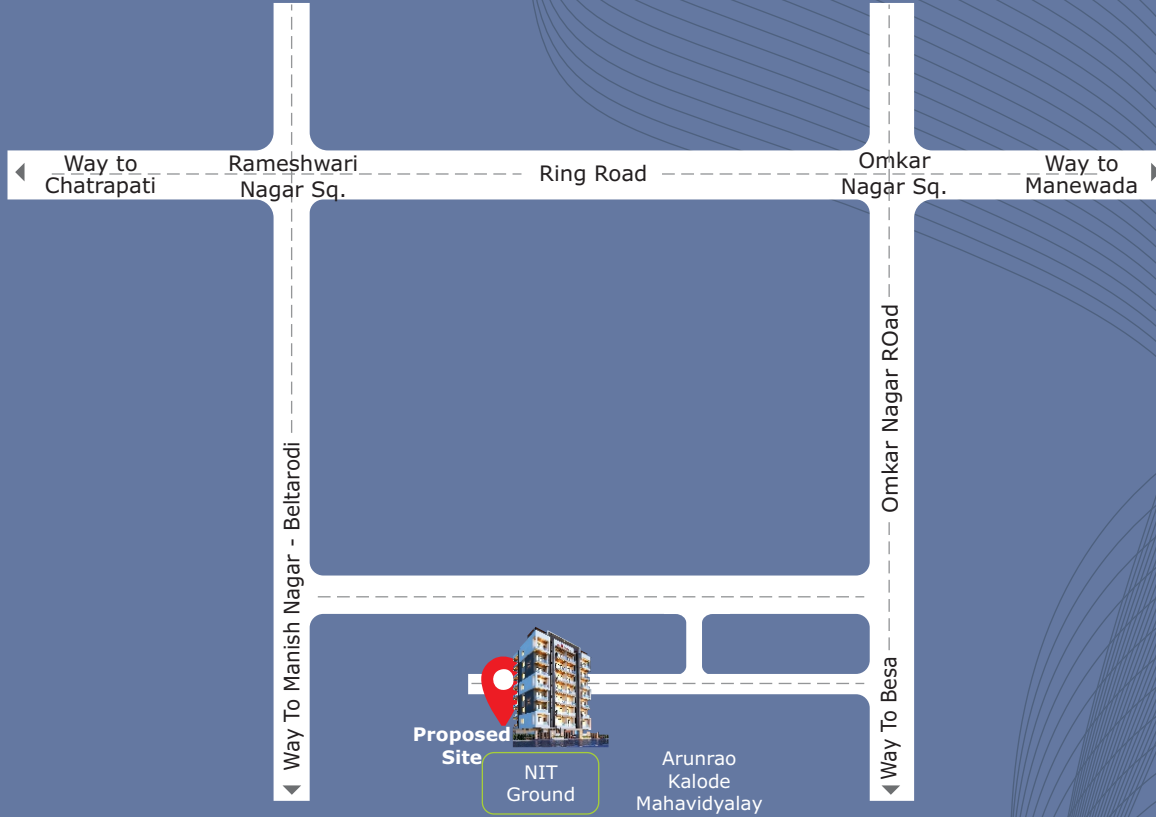 Way to
Chatrapati
Rameshwari
Nagar Sq.
Ring Road
Omkar
Nagar Sq.
Way to
Manewada
Omkar Nagar ROad
Way To Manish Nagar - Beltarodi
Way To Besa
Proposed
Site
NIT
Ground
Arunrao
Kalode
Mahavidyalay